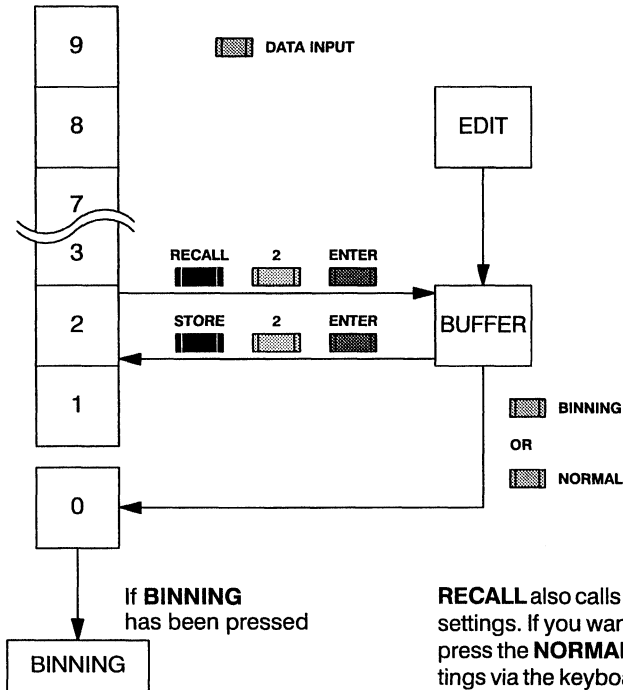 9
DATA INPUT
8
EDIT
7
3
RECALL 2 ENTER
2
STORE 2 ENTER
BUFFER
1
BINNING
OR
NORMAL
0
If BINNING
has been pressed
BINNING
RECALL also calls
settings. If you wan
press the NORMAL
tings via the keyboa